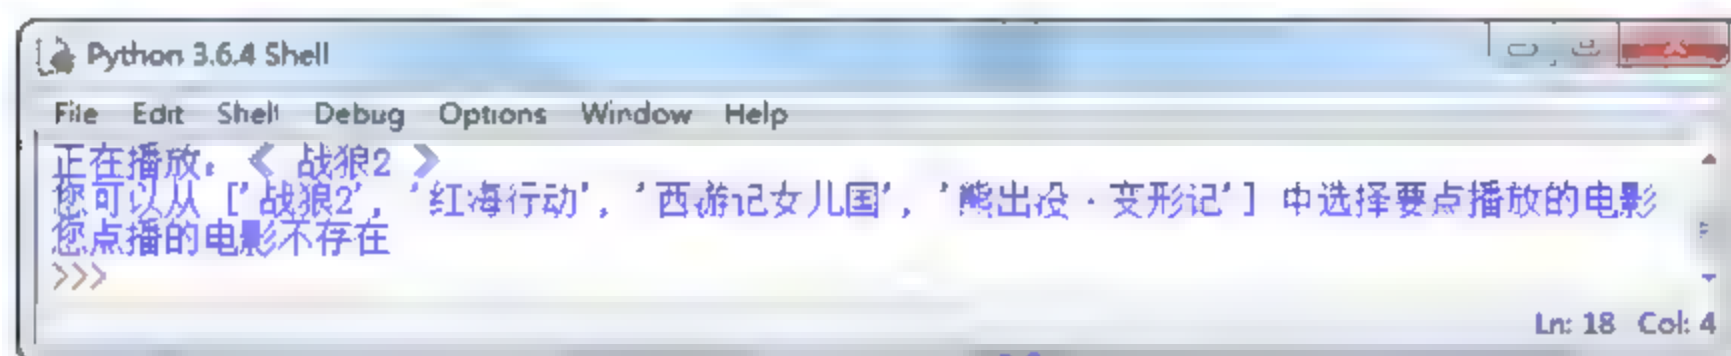 Python 3.6.4 Shell
File Edit Shell Debug Options Window Help
正在播放：《 战狼2 》
您可以从 ['战狼2', '红海行动', '西游记女儿国', '熊出没·变形记'] 中选择要点播放的电影
您点播的电影不存在
>>>
Ln: 18 Col: 4